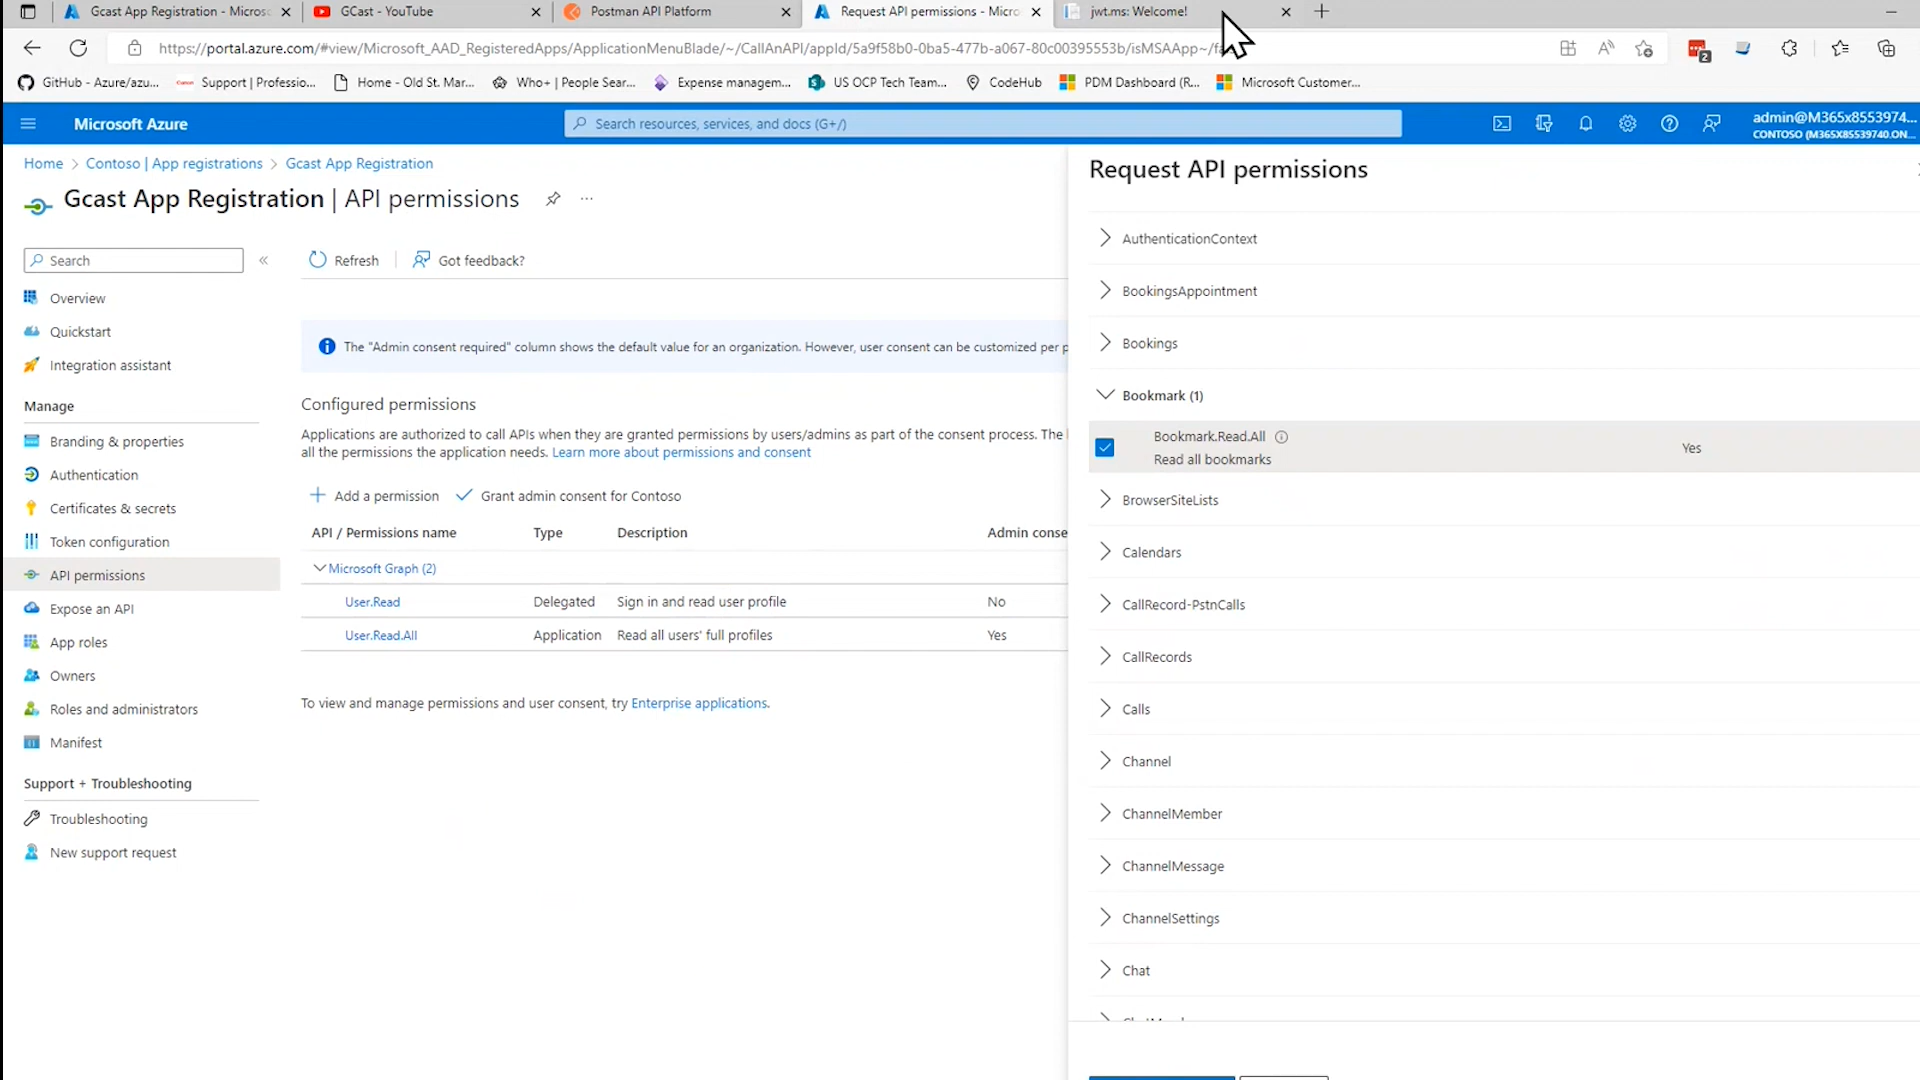 Gcast App Registration - Micros
GCast - YouTube
Postman API Platform
Request API permissions - Micro
jwt.ms: Welcome!
https://portal.azure.com/#view/Microsoft_AAD_RegisteredApps/ApplicationMenuBlade/~/CallAnAPI/appId/5a9f58b0-0ba5-477b-a067-80c00395553b/isMSAApp~/fa
2
GitHub - Azure/azu...
Support | Professio...
Home - Old St. Mar...
Who+ | People Sear...
Expense managem...
US OCP Tech Team...
CodeHub
PDM Dashboard (R...
Microsoft Customer...
Microsoft Azure
Search resources, services, and docs (G+/)
admin@M365x8553974...
CONTOSO (M365X8553740.ON...
Home > Contoso | App registrations > Gcast App Registration
Gcast App Registration | API permissions
Search
Refresh
Got feedback?
Overview
Quickstart
Integration assistant
Manage
Branding & properties
Authentication
Certificates & secrets
Token configuration
API permissions
Expose an API
App roles
Owners
Roles and administrators
Manifest
Support + Troubleshooting
Troubleshooting
New support request
The "Admin consent required" column shows the default value for an organization. However, user consent can be customized per p
Configured permissions
Applications are authorized to call APIs when they are granted permissions by users/admins as part of the consent process. The l
all the permissions the application needs. Learn more about permissions and consent
Add a permission
Grant admin consent for Contoso
API / Permissions name Type Description Admin conse
Microsoft Graph (2)
User.Read Delegated Sign in and read user profile No
User.Read.All Application Read all users' full profiles Yes
To view and manage permissions and user consent, try Enterprise applications.
Request API permissions
AuthenticationContext
BookingsAppointment
Bookings
Bookmark (1)
Bookmark.Read.All
Read all bookmarks
Yes
BrowserSiteLists
Calendars
CallRecord-PstnCalls
CallRecords
Calls
Channel
ChannelMember
ChannelMessage
ChannelSettings
Chat